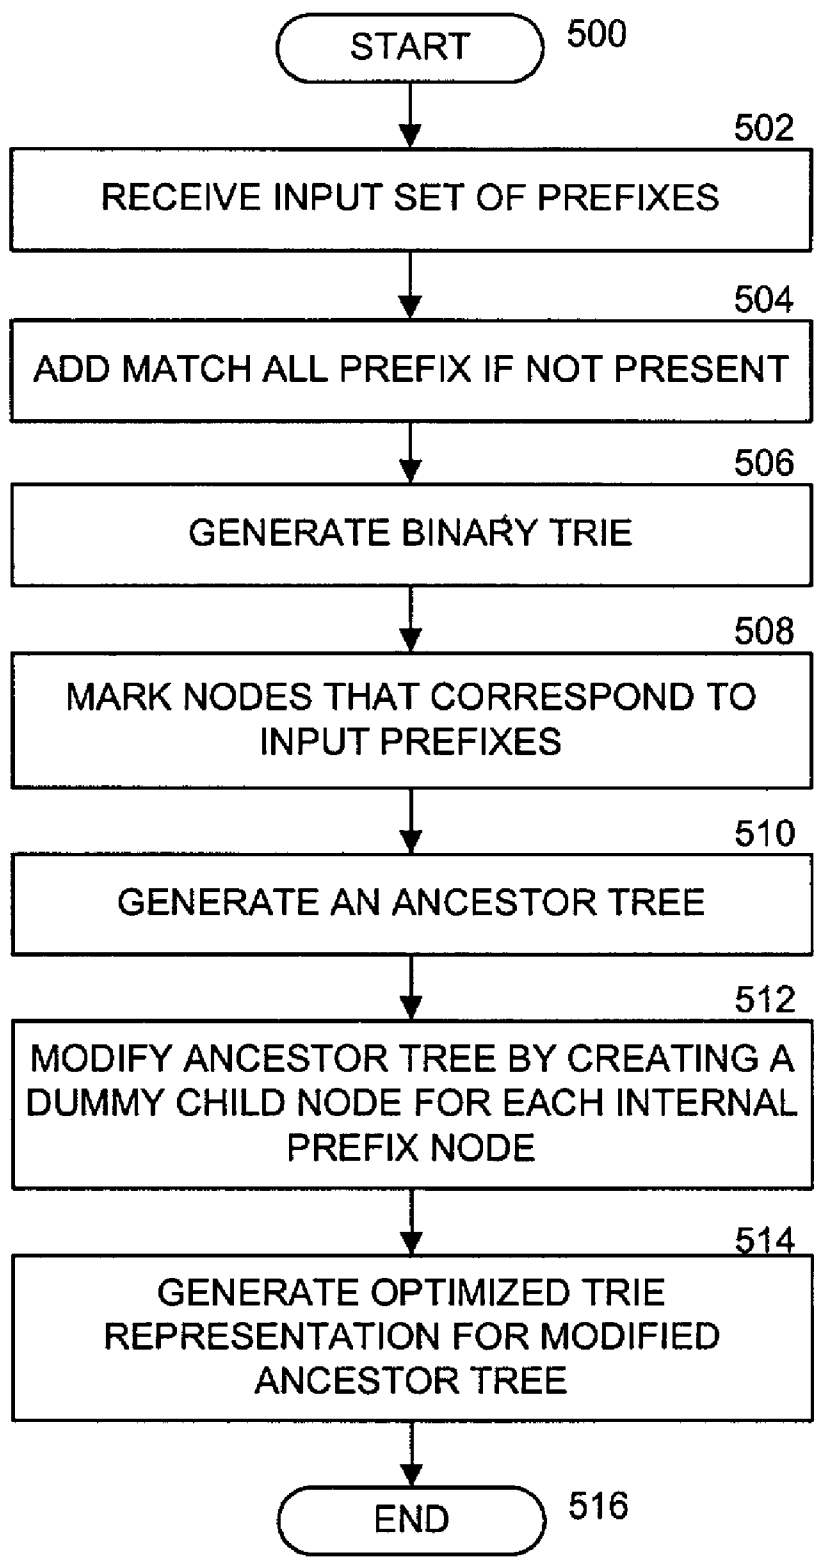 START
500
502
RECEIVE INPUT SET OF PREFIXES
504
ADD MATCH ALL PREFIX IF NOT PRESENT
506
GENERATE BINARY TRIE
508
MARK NODES THAT CORRESPOND TO
INPUT PREFIXES
510
GENERATE AN ANCESTOR TREE
512
MODIFY ANCESTOR TREE BY CREATING A
DUMMY CHILD NODE FOR EACH INTERNAL
PREFIX NODE
514
GENERATE OPTIMIZED TRIE
REPRESENTATION FOR MODIFIED
ANCESTOR TREE
END
516